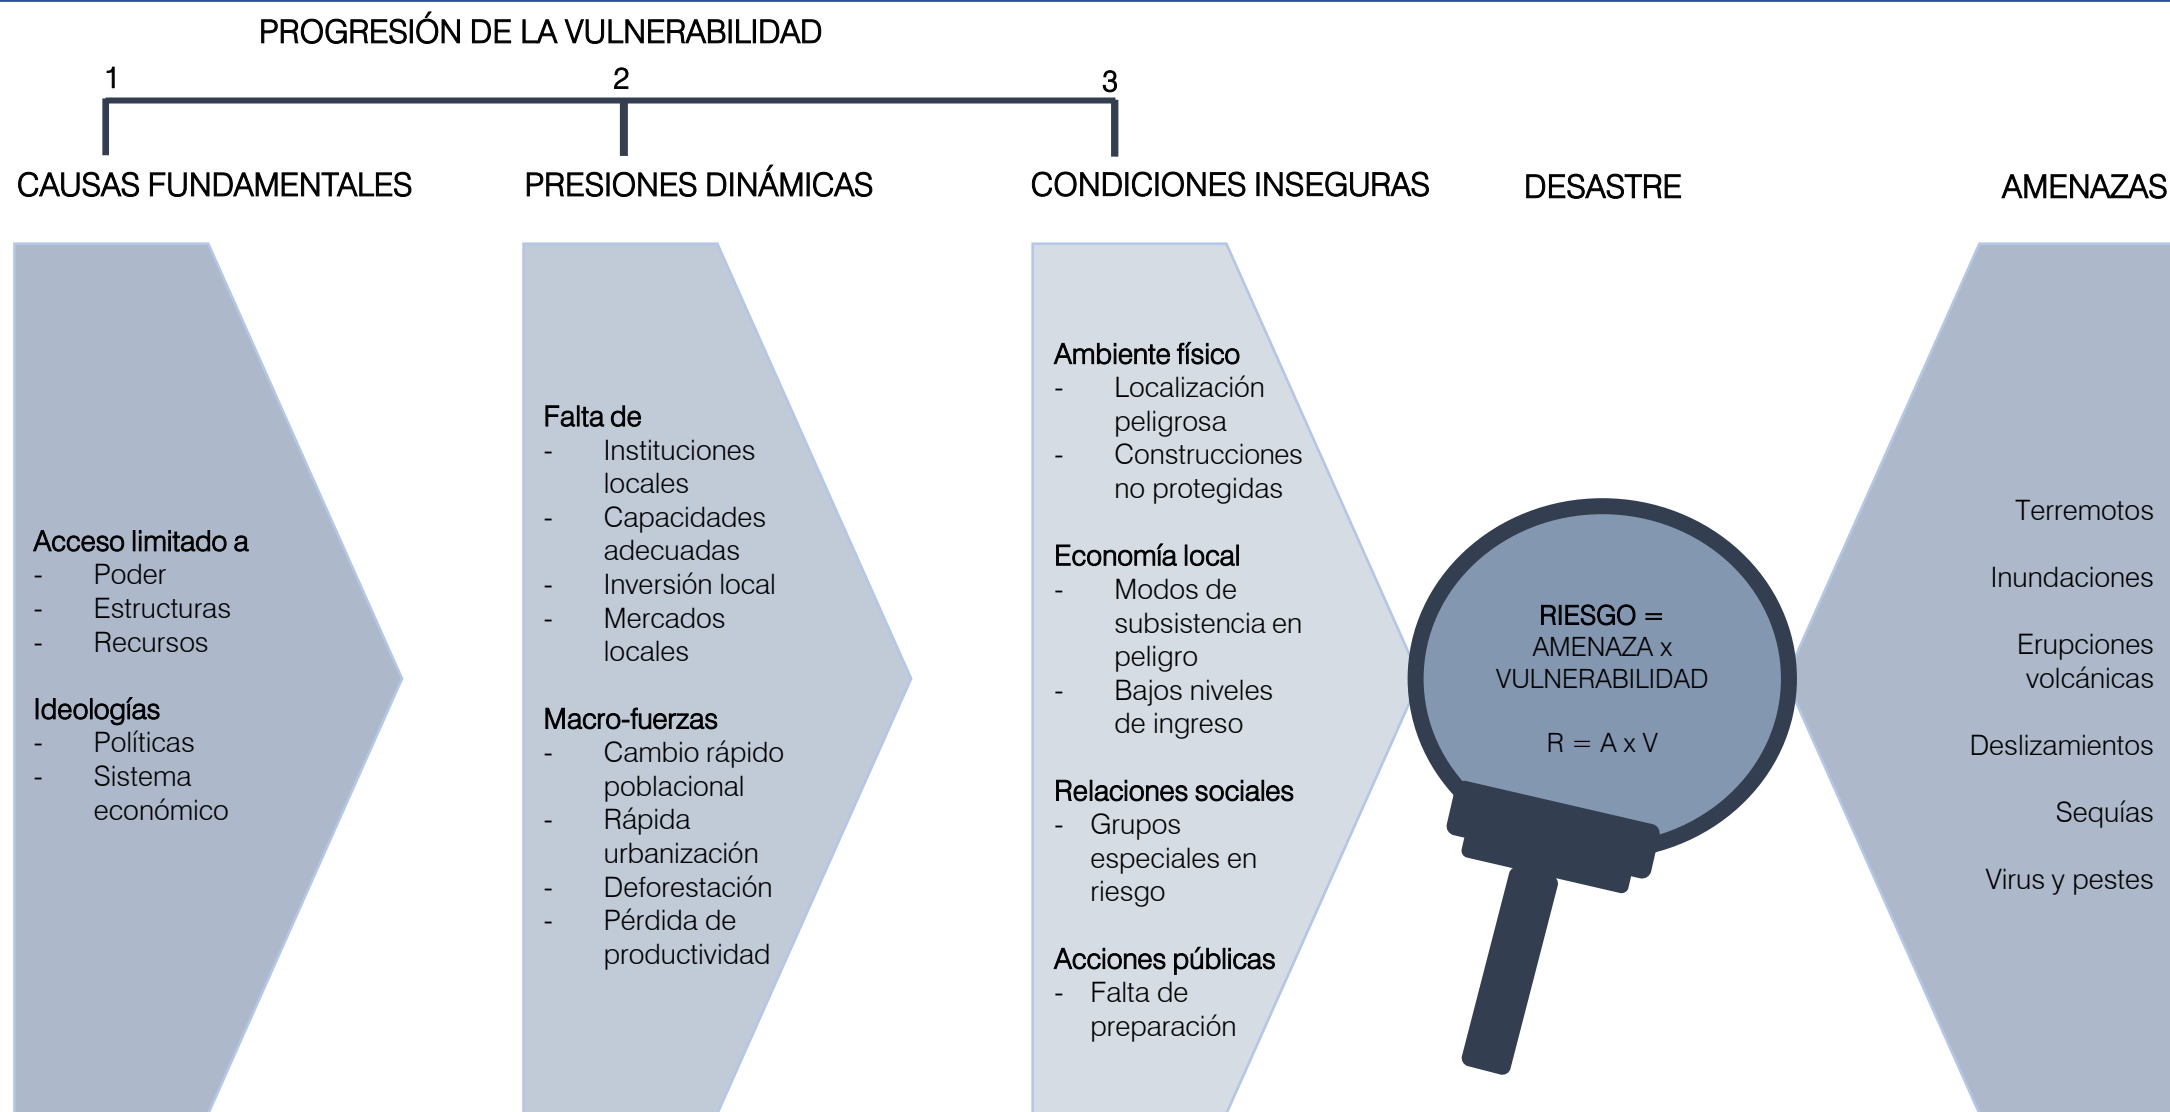 PROGRESIÓN DE LA VULNERABILIDAD
1
2
3
CAUSAS FUNDAMENTALES
PRESIONES DINÁMICAS
CONDICIONES INSEGURAS
DESASTRE
AMENAZAS
Acceso limitado a
- Poder
- Estructuras
- Recursos
Ideologías
- Políticas
- Sistema
económico
Falta de
- Instituciones
locales
- Capacidades
adecuadas
- Inversión local
- Mercados
locales
Macro-fuerzas
- Cambio rápido
poblacional
- Rápida
urbanización
- Deforestación
- Pérdida de
productividad
Ambiente físico
- Localización
peligrosa
- Construcciones
no protegidas
Economía local
- Modos de
subsistencia en
peligro
- Bajos niveles
de ingreso
Relaciones sociales
- Grupos
especiales en
riesgo
Acciones públicas
- Falta de
preparación
RIESGO =
AMENAZA x
VULNERABILIDAD
R = A x V
Terremotos
Inundaciones
Erupciones
volcánicas
Deslizamientos
Sequías
Virus y pestes